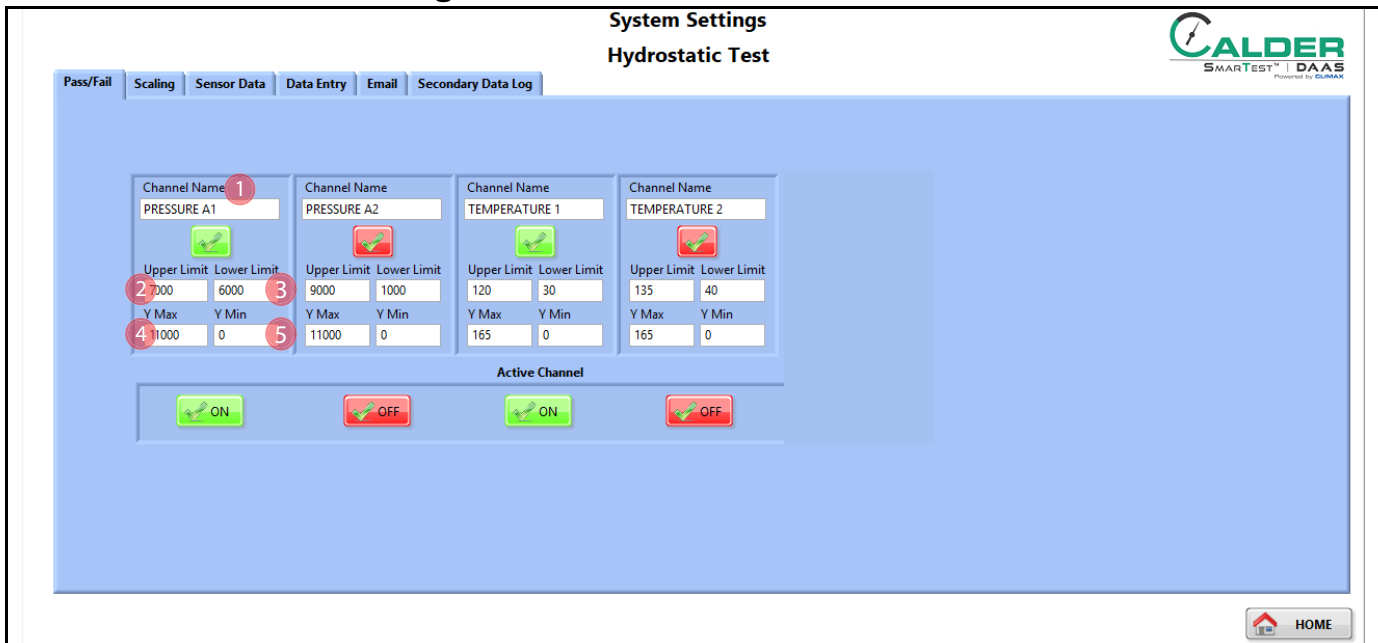 System Settings
Hydrostatic Test
CALDER
SMARTEST™ | DAAS
Powered by CLIMAX
Pass/Fail Scaling Sensor Data Data Entry Email Secondary Data Log
Channel Name 1 Channel Name Channel Name Channel Name
PRESSURE A1 PRESSURE A2 TEMPERATURE 1 TEMPERATURE 2
Upper Limit Lower Limit Upper Limit Lower Limit Upper Limit Lower Limit Upper Limit Lower Limit
2 7000 6000 3 9000 1000 120 30 135 40
Y Max Y Min Y Max Y Min Y Max Y Min Y Max Y Min
4 11000 0 5 11000 0 165 0 165 0
Active Channel
ON OFF ON OFF
HOME